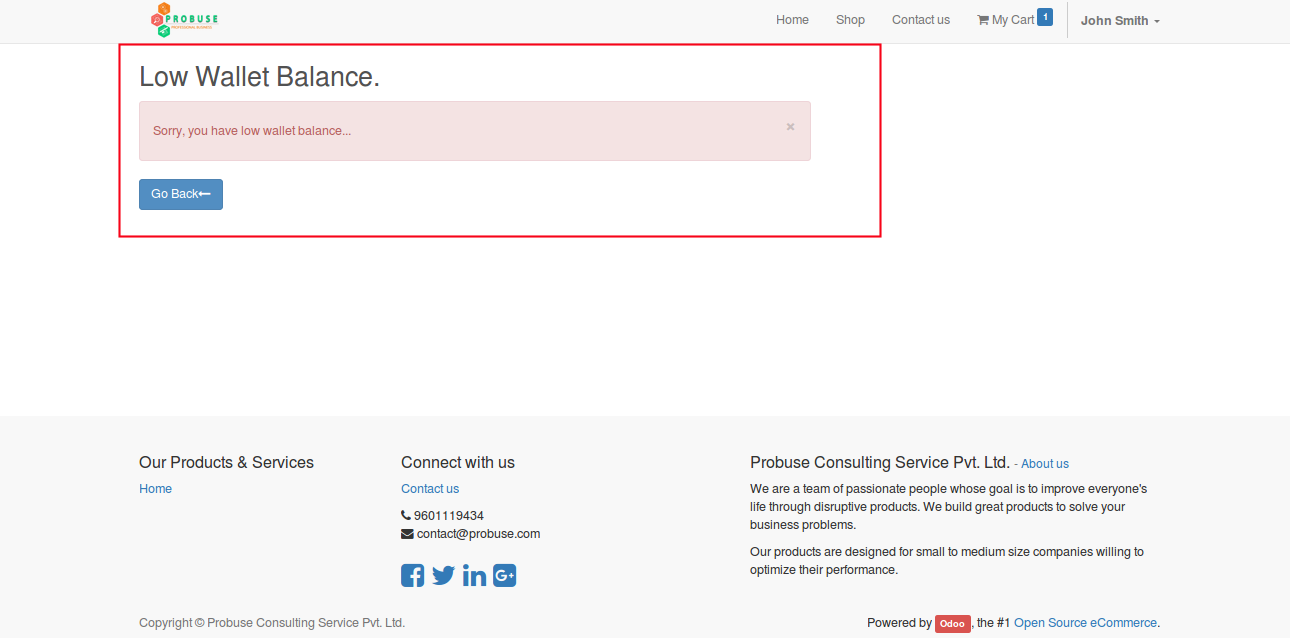 PROBUSE
Home Shop Contact us My Cart 1 John Smith
Low Wallet Balance.
Sorry, you have low wallet balance...
×
Go Back
Our Products & Services
Home
Connect with us
Contact us
9601119434
contact@probuse.com
Probuse Consulting Service Pvt. Ltd. - About us
We are a team of passionate people whose goal is to improve everyone's
life through disruptive products. We build great products to solve your
business problems.
Our products are designed for small to medium size companies willing to
optimize their performance.
Copyright © Probuse Consulting Service Pvt. Ltd.
Powered by Odoo, the #1 Open Source eCommerce.